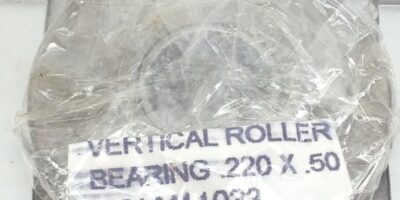 VERTICAL ROLLER
BEARING .220 X .50